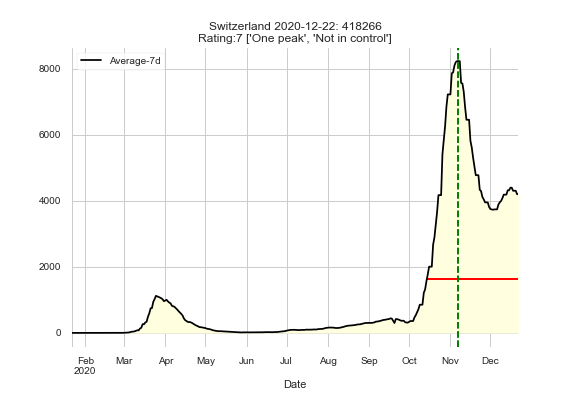 Switzerland 2020-12-22: 418266
Rating:7 ['One peak', 'Not in control']
Average-7d
8000
6000
4000
2000
0
Feb Mar Apr May Jun Jul Aug Sep Oct Nov Dec
2020
Date